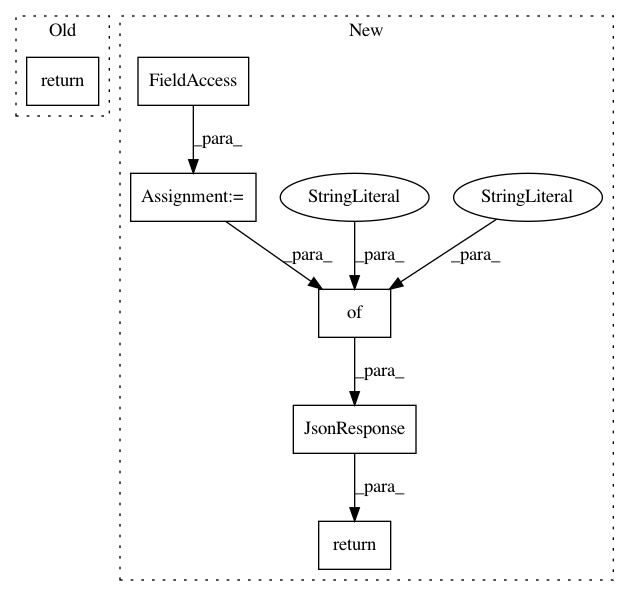 Old
New
return
FieldAccess
_para_
Assignment:=
StringLiteral
StringLiteral
_para_
_para_
_para_
of
_para_
JsonResponse
_para_
return